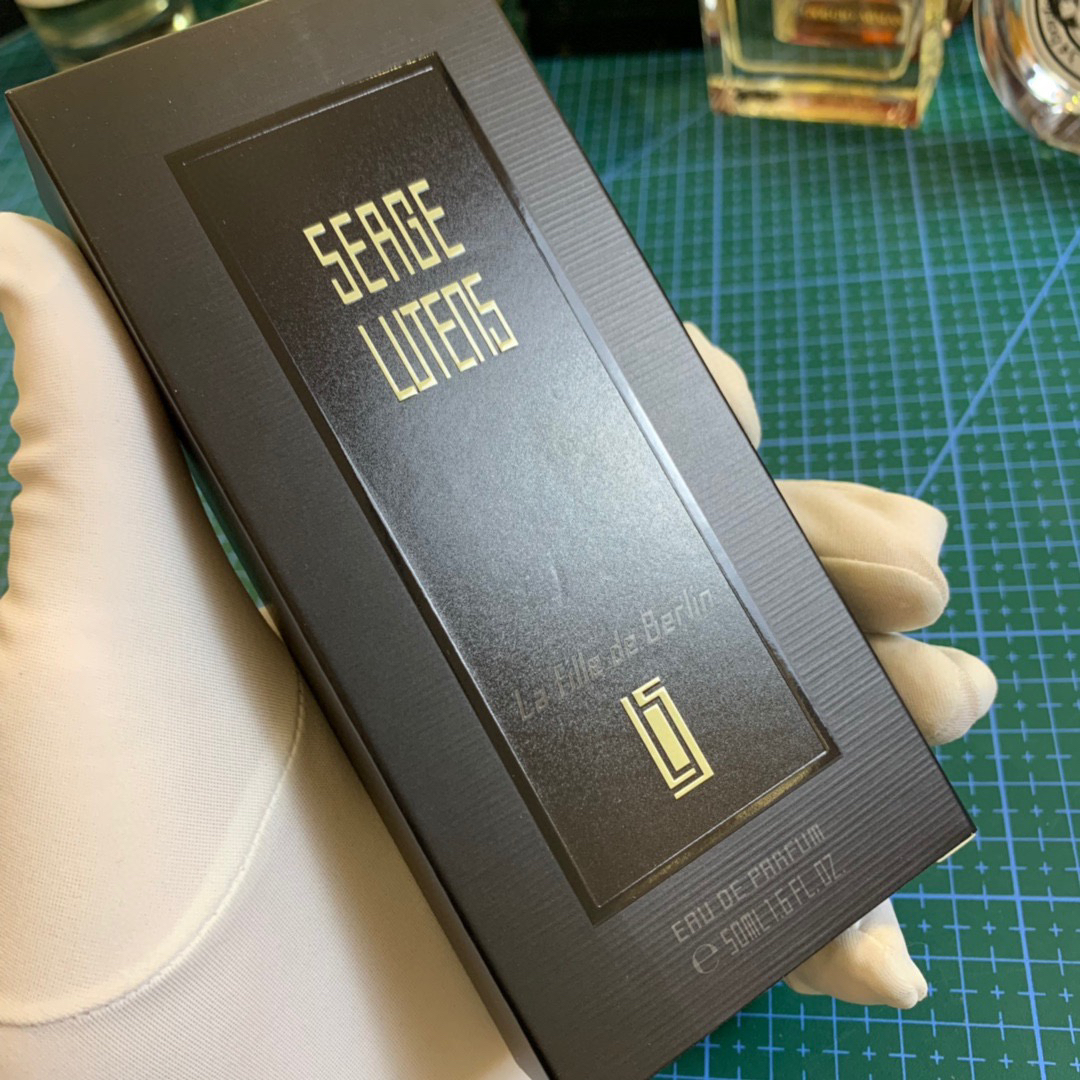 SERGE
LUTENS
La fille de Berlin
EAU DE PARFUM
℮ 50ML 1.6 FL. OZ.